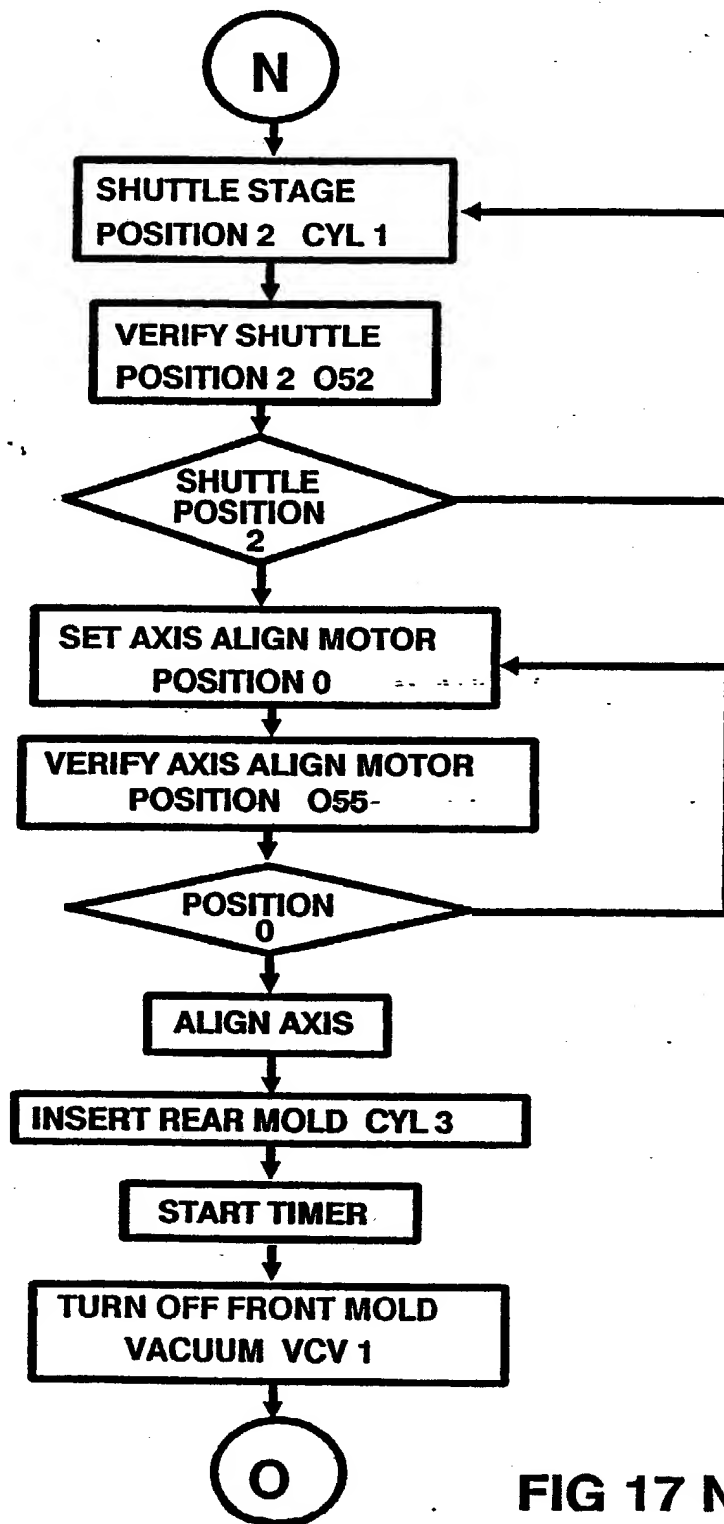 N
SHUTTLE STAGE
POSITION 2 CYL 1
VERIFY SHUTTLE
POSITION 2 O52
SHUTTLE
POSITION
2
SET AXIS ALIGN MOTOR
POSITION 0
VERIFY AXIS ALIGN MOTOR
POSITION O55
POSITION
0
ALIGN AXIS
INSERT REAR MOLD CYL 3
START TIMER
TURN OFF FRONT MOLD
VACUUM VCV 1
O
FIG 17 N